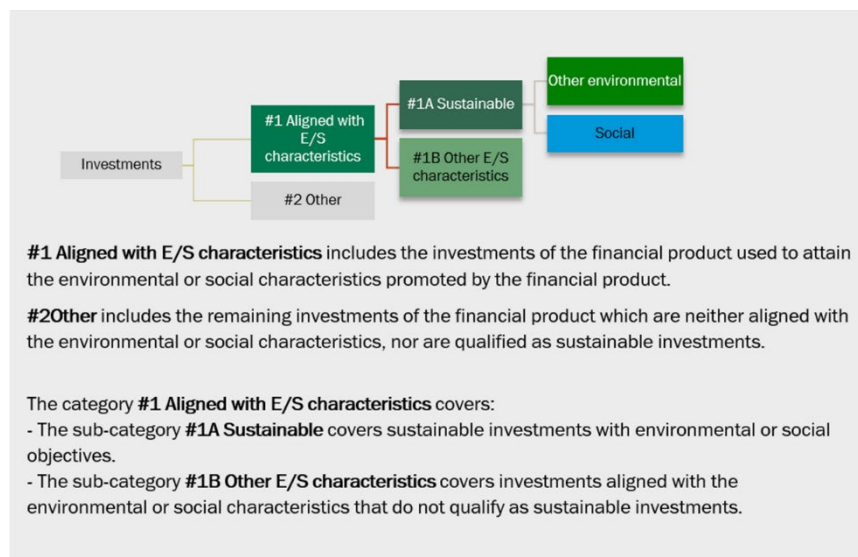 Other environmental
#1A Sustainable
#1 Aligned with
E/S
characteristics
Social
#1B Other E/S
characteristics
Investments
#2 Other
#1 Aligned with E/S characteristics includes the investments of the financial product used to attain
the environmental or social characteristics promoted by the financial product.
#2Other includes the remaining investments of the financial product which are neither aligned with
the environmental or social characteristics, nor are qualified as sustainable investments.
The category #1 Aligned with E/S characteristics covers:
- The sub-category #1A Sustainable covers sustainable investments with environmental or social
objectives.
- The sub-category #1B Other E/S characteristics covers investments aligned with the
environmental or social characteristics that do not qualify as sustainable investments.